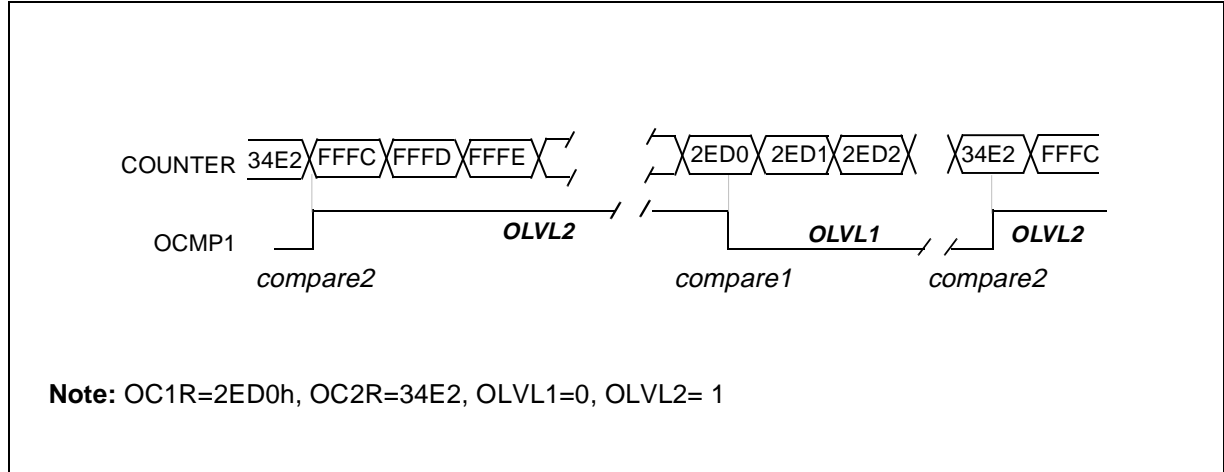 COUNTER 34E2 FFFC FFFD FFFE 2ED0 2ED1 2ED2 34E2 FFFC
OCMP1 OLVL2 OLVL1 OLVL2
compare2 compare1 compare2
Note: OC1R=2ED0h, OC2R=34E2, OLVL1=0, OLVL2= 1